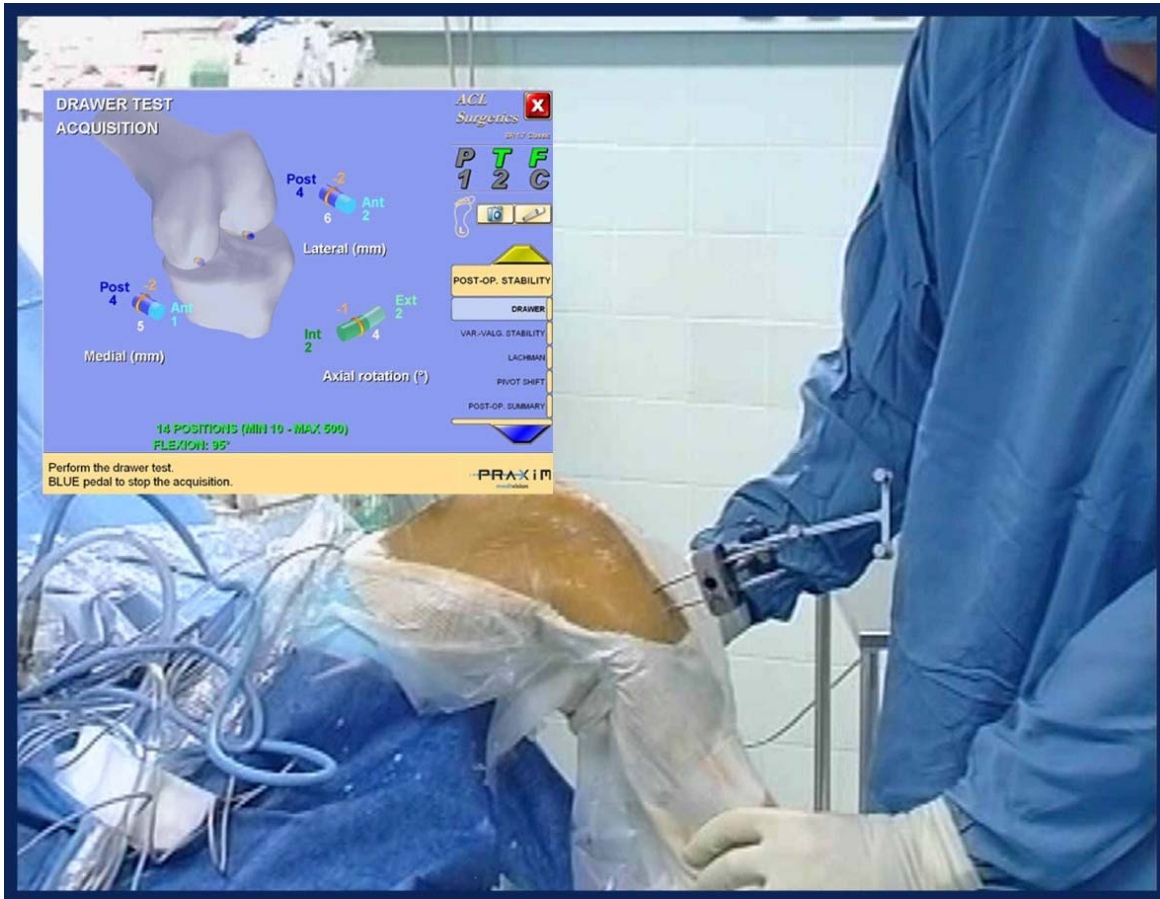 DRAWER TEST
ACQUISITION
ACL
Surgetics
X
P T F
1 2 C
L
Post
4
-2
6
Ant
2
Lateral (mm)
Post
4
-2
5
Ant
1
Medial (mm)
-1
Ext
2
Int
2
4
Axial rotation (°)
POST-OP. STABILITY
DRAWER
VAR.-VALG. STABILITY
LACHMAN
PIVOT SHIFT
POST-OP. SUMMARY
14 POSITIONS (MIN 10 - MAX 500)
FLEXION: 95°
Perform the drawer test.
BLUE pedal to stop the acquisition.
PRAXiM
medivision